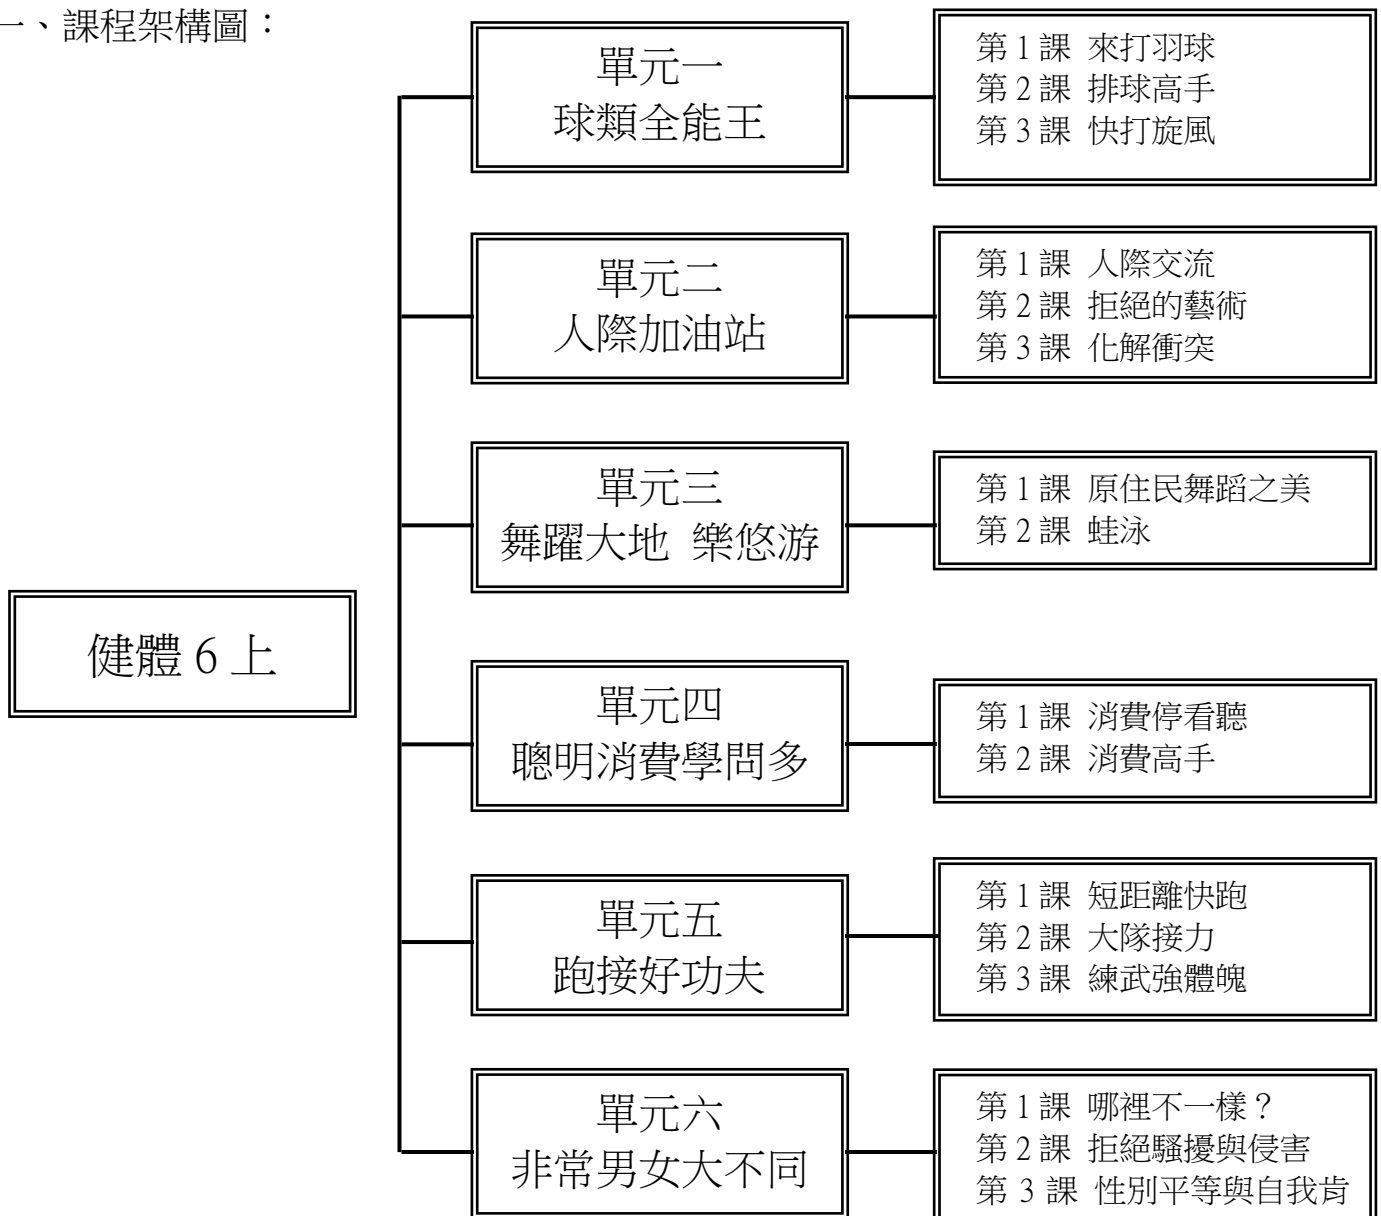 一、課程架構圖：
健體 6 上
單元一
球類全能王
第 1 課 來打羽球
第 2 課 排球高手
第 3 課 快打旋風
單元二
人際加油站
第 1 課 人際交流
第 2 課 拒絕的藝術
第 3 課 化解衝突
單元三
舞躍大地 樂悠游
第 1 課 原住民舞蹈之美
第 2 課 蛙泳
單元四
聰明消費學問多
第 1 課 消費停看聽
第 2 課 消費高手
單元五
跑接好功夫
第 1 課 短距離快跑
第 2 課 大隊接力
第 3 課 練武強體魄
單元六
非常男女大不同
第 1 課 哪裡不一樣？
第 2 課 拒絕騷擾與侵害
第 3 課 性別平等與自我肯